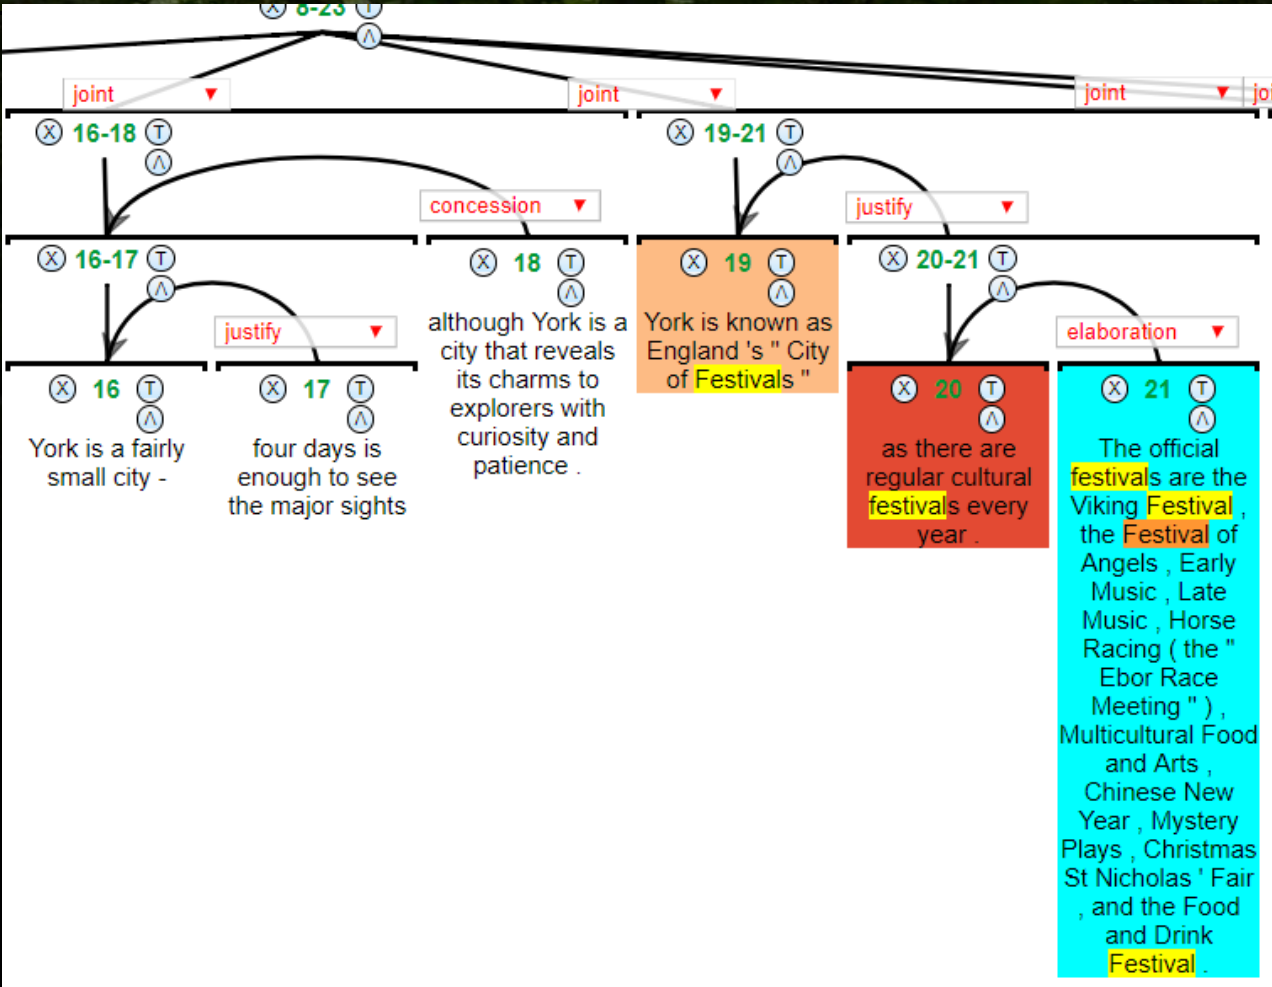 8-23
joint
joint
joint
jo
X 16-18 T
Λ
X 19-21 T
Λ
concession
justify
X 16-17 T
Λ
X 18 T
Λ
X 19 T
Λ
X 20-21 T
Λ
although York is a
city that reveals
its charms to
explorers with
curiosity and
patience .
York is known as
England 's " City
of Festivals "
justify
elaboration
X 16 T
Λ
York is a fairly
small city -
X 17 T
Λ
four days is
enough to see
the major sights
X 20 T
Λ
as there are
regular cultural
festivals every
year .
X 21 T
Λ
The official
festivals are the
Viking Festival ,
the Festival of
Angels , Early
Music , Late
Music , Horse
Racing ( the "
Ebor Race
Meeting " ) ,
Multicultural Food
and Arts ,
Chinese New
Year , Mystery
Plays , Christmas
St Nicholas ' Fair
, and the Food
and Drink
Festival .